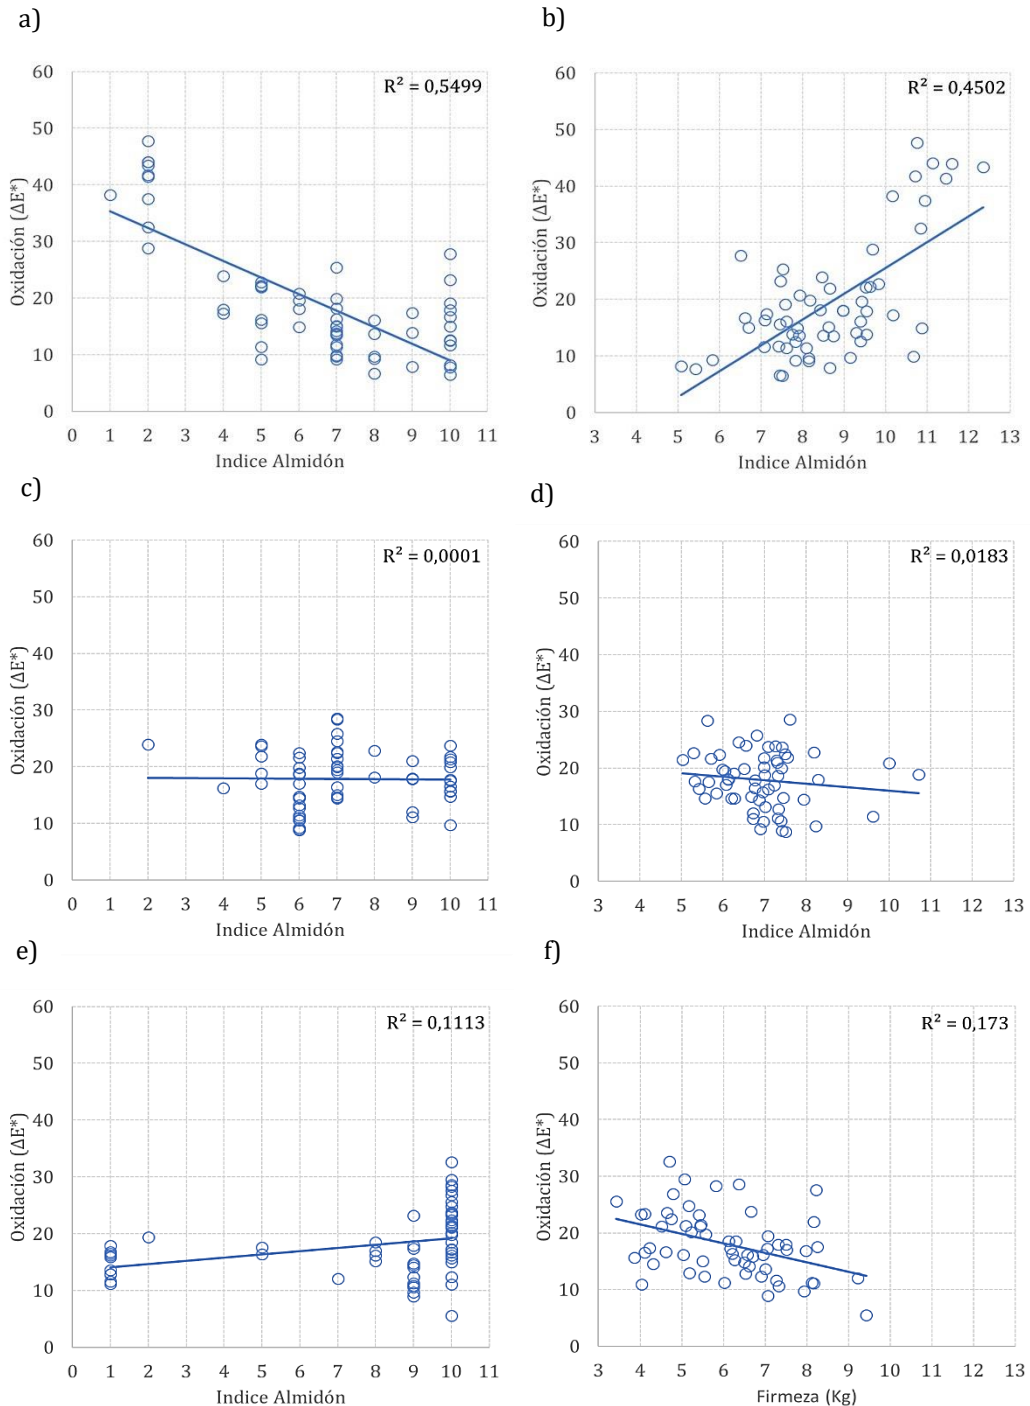 a)
b)
R² = 0,5499
60
50
40
30
20
10
0
Oxidación (ΔE*)
0 1 2 3 4 5 6 7 8 9 10 11
Indice Almidón
R² = 0,4502
60
50
40
30
20
10
0
Oxidación (ΔE*)
3 4 5 6 7 8 9 10 11 12 13
Indice Almidón
c)
d)
R² = 0,0001
60
50
40
30
20
10
0
Oxidación (ΔE*)
0 1 2 3 4 5 6 7 8 9 10 11
Indice Almidón
R² = 0,0183
60
50
40
30
20
10
0
Oxidación (ΔE*)
3 4 5 6 7 8 9 10 11 12 13
Indice Almidón
e)
f)
R² = 0,1113
60
50
40
30
20
10
0
Oxidación (ΔE*)
0 1 2 3 4 5 6 7 8 9 10 11
Indice Almidón
R² = 0,173
60
50
40
30
20
10
0
Oxidación (ΔE*)
3 4 5 6 7 8 9 10 11 12 13
Firmeza (Kg)